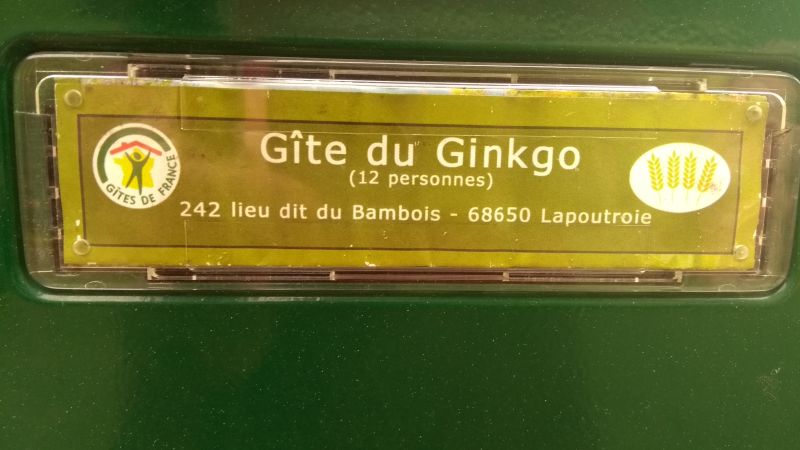 Gîte du Ginkgo
(12 personnes)
GÎTES DE FRANCE
242 lieu dit du Bambois - 68650 Lapoutroie